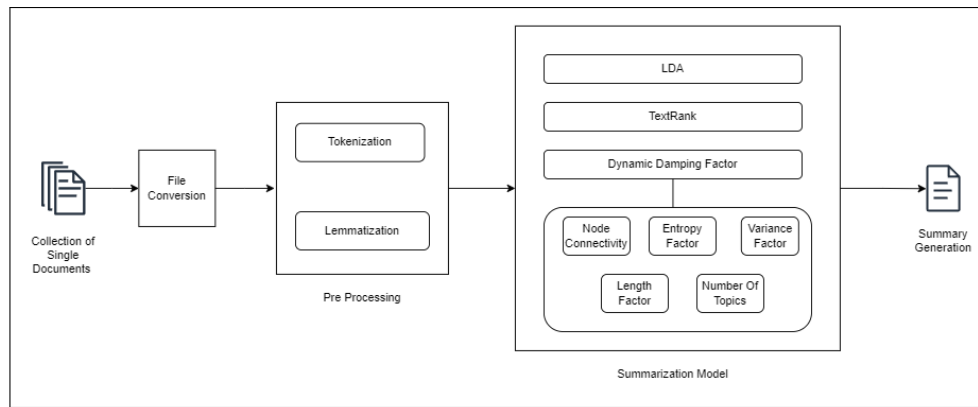 Collection of
Single
Documents
File
Conversion
Tokenization
Lemmatization
Pre Processing
LDA
TextRank
Dynamic Damping Factor
Node
Connectivity
Entropy
Factor
Variance
Factor
Length
Factor
Number Of
Topics
Summarization Model
Summary
Generation